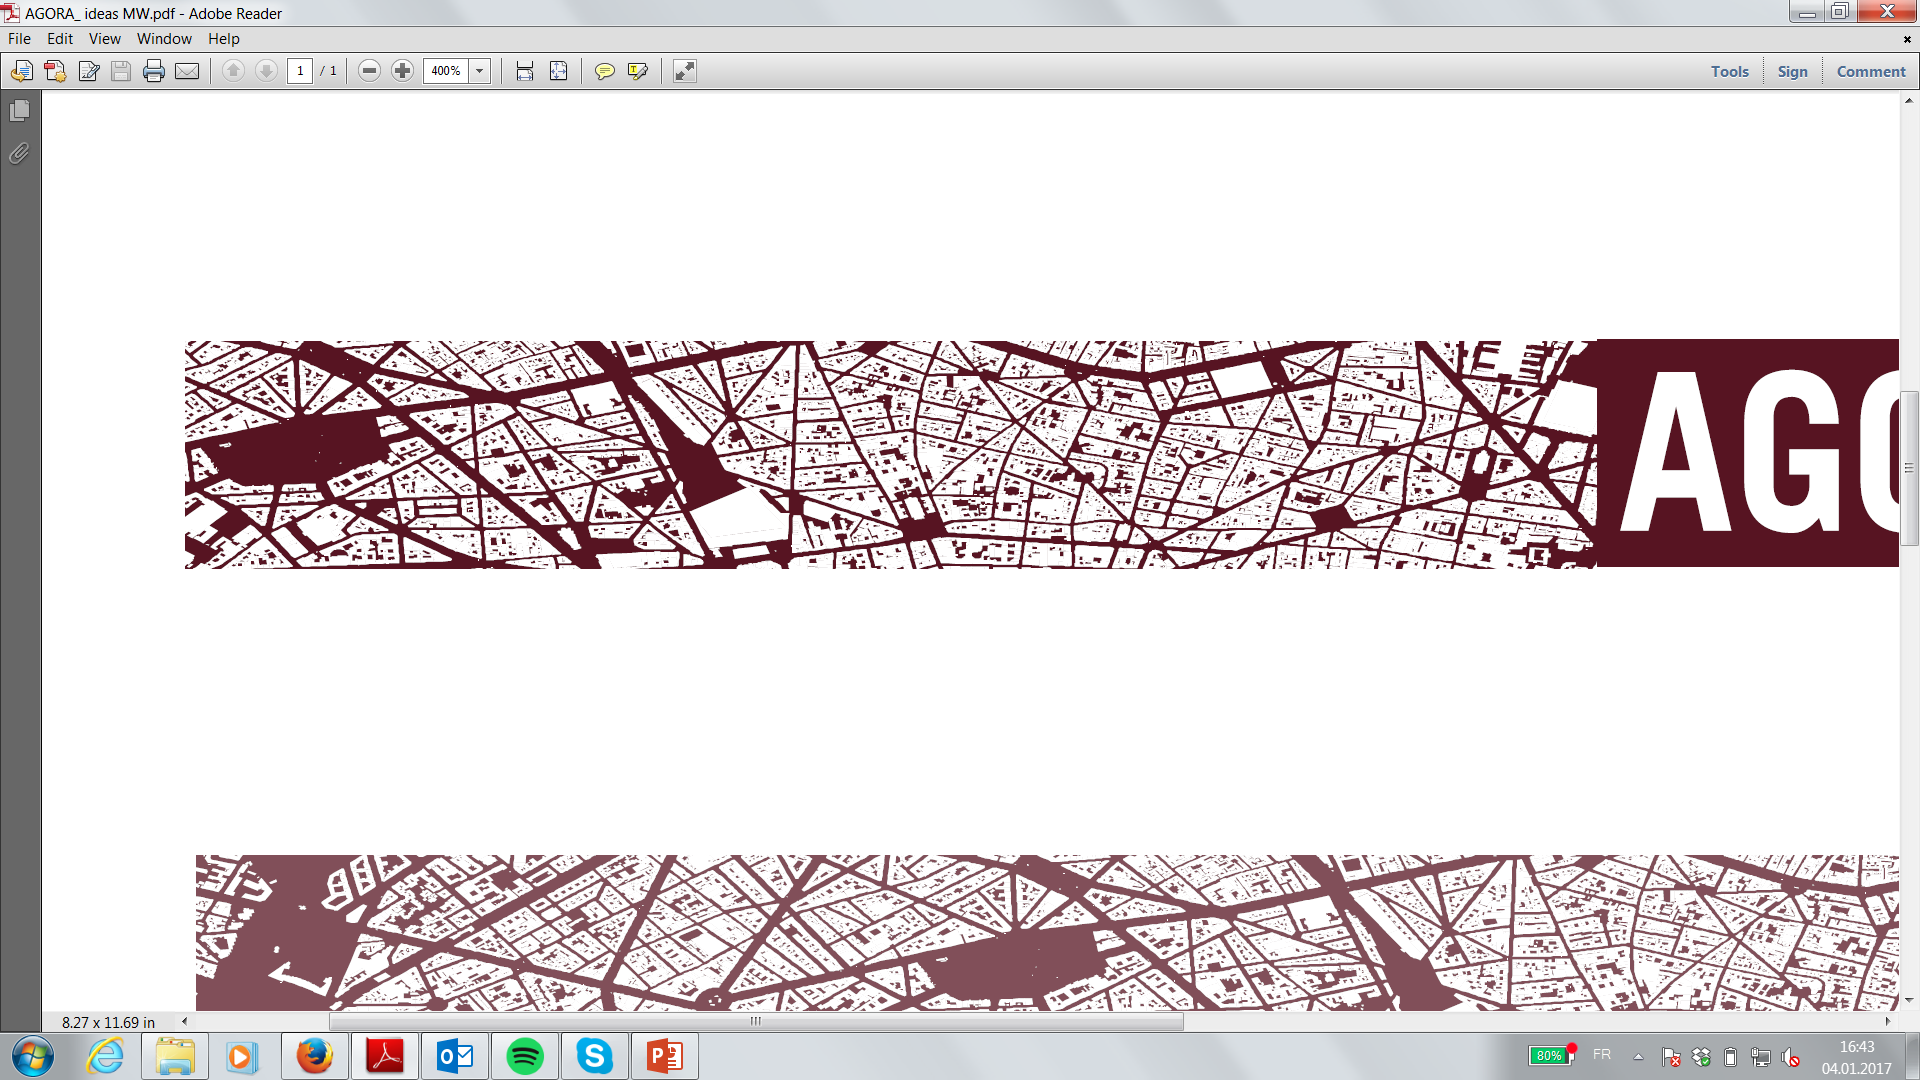 AGORA_ ideas MW.pdf - Adobe Reader
File Edit View Window Help
1 / 1 400% Tools Sign Comment
AGO
8.27 x 11.69 in
80% FR 16:43
04.01.2017